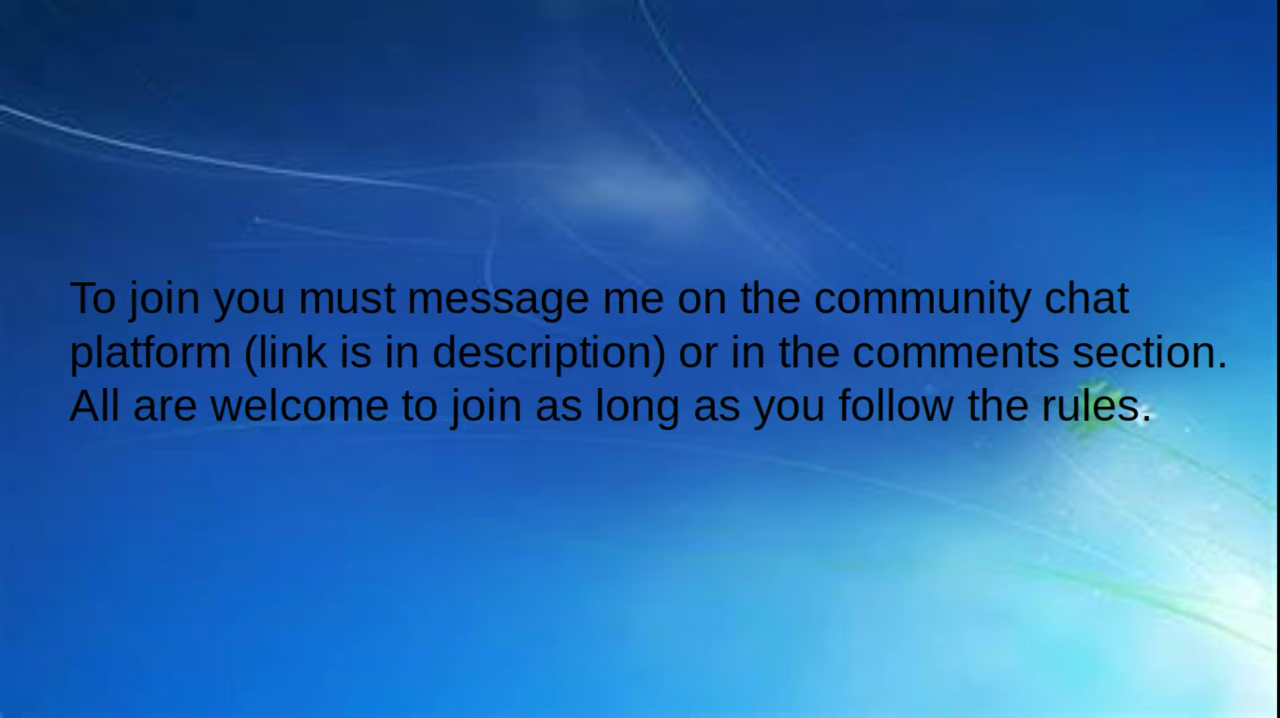 To join you must message me on the community chat
platform (link is in description) or in the comments section.
All are welcome to join as long as you follow the rules.